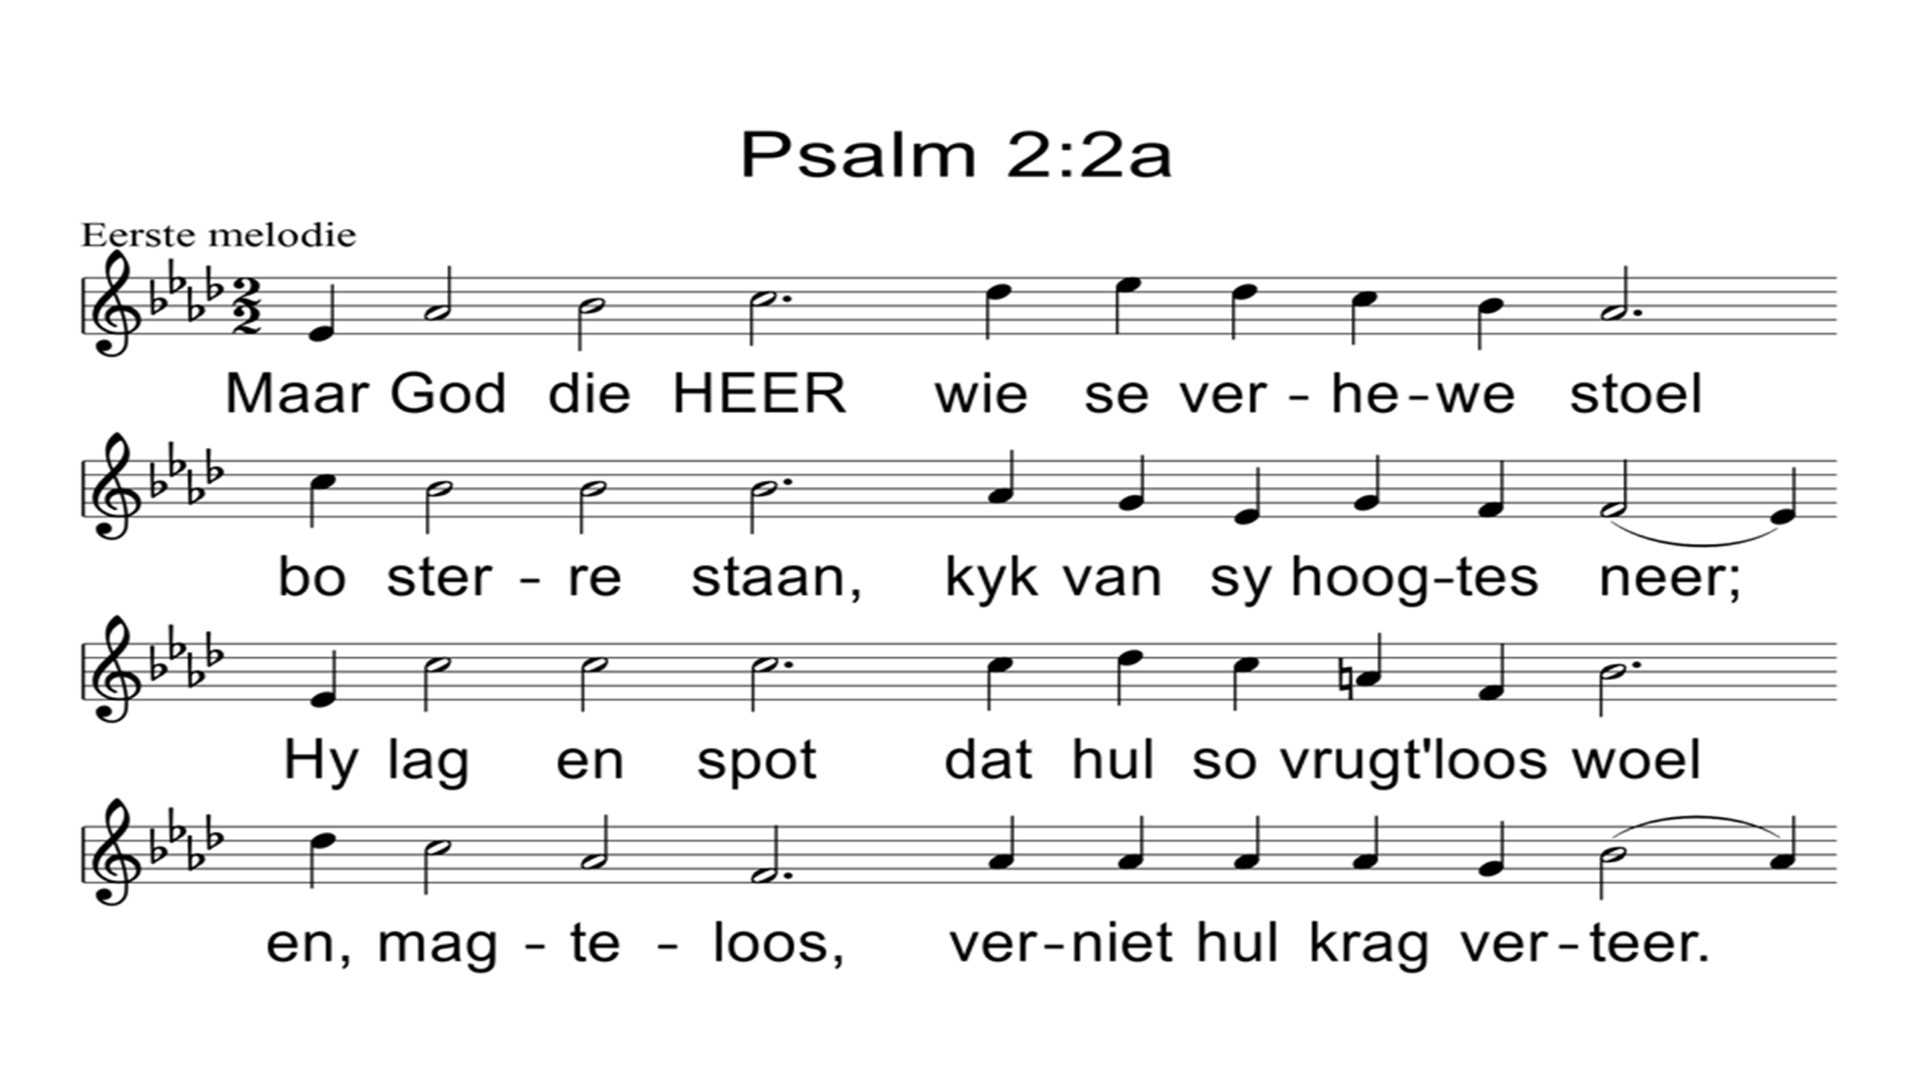 Psalm 2:2a
Eerste melodie
2
2
Maar God die HEER wie se ver - he - we stoel
bo ster - re staan, kyk van sy hoog - tes neer;
Hy lag en spot dat hul so vrugt'loos woel
en, mag - te - loos, ver - niet hul krag ver - teer.